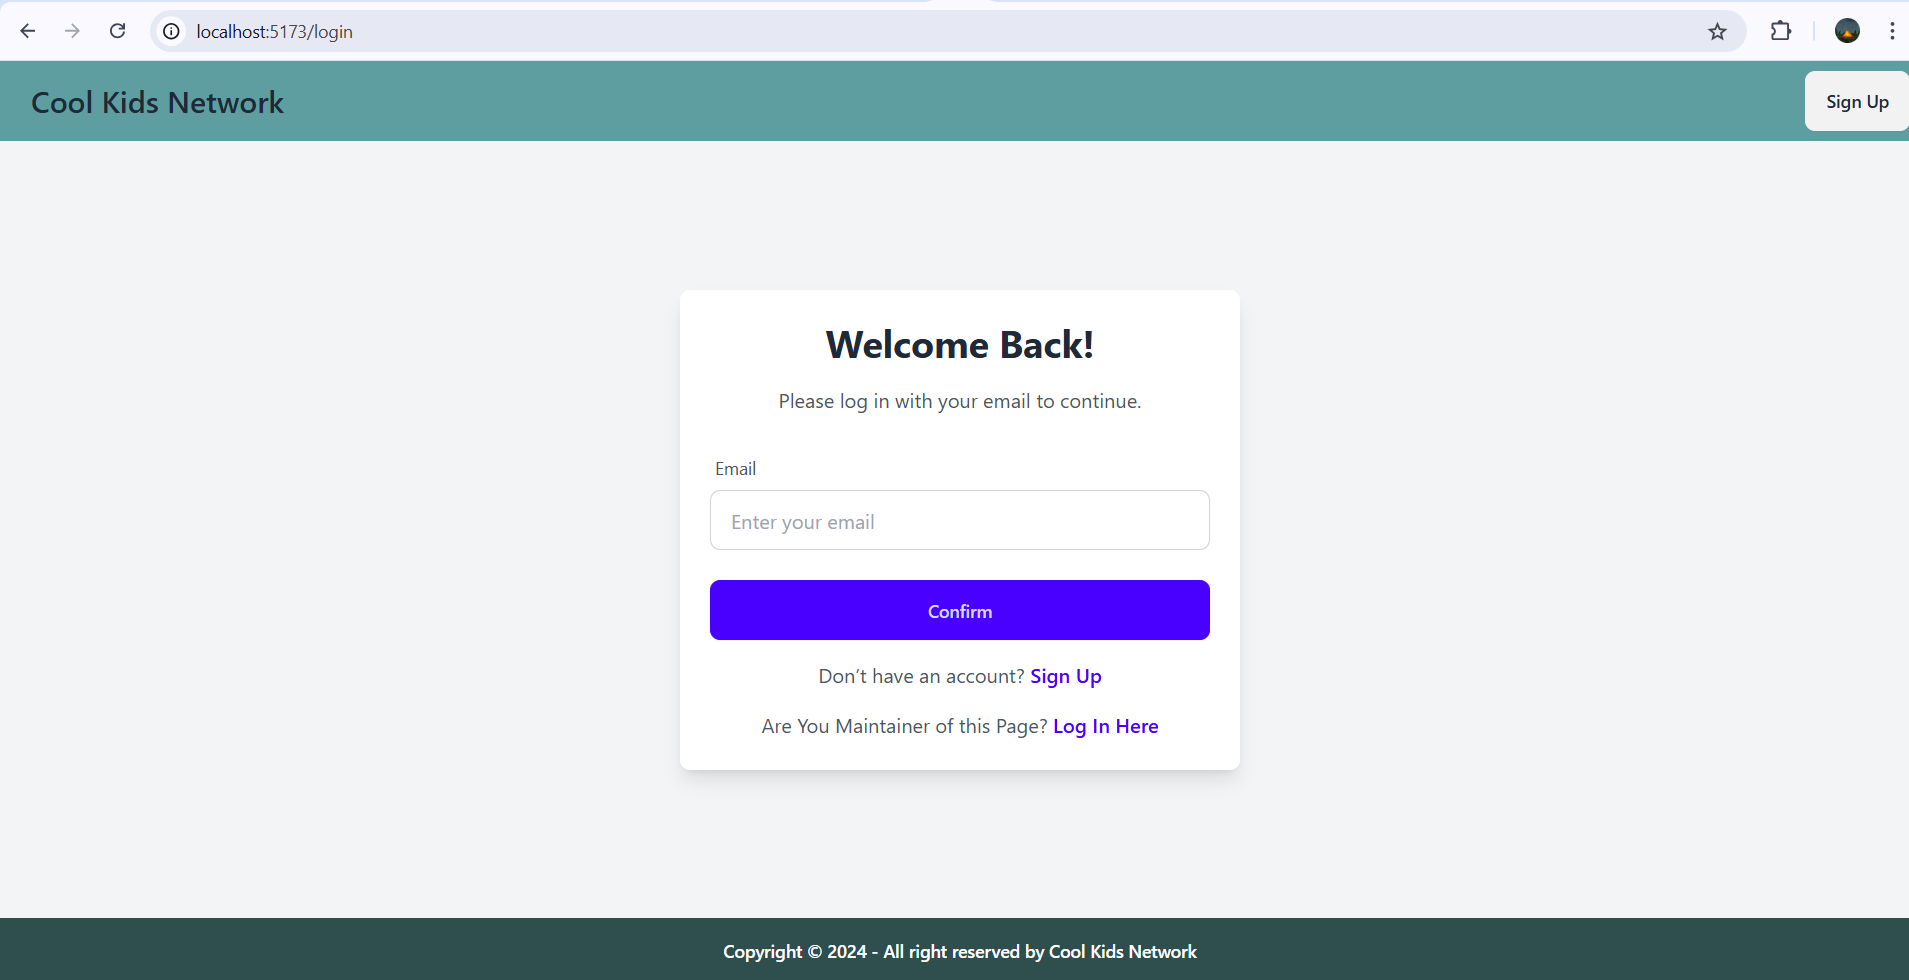 localhost:5173/login
Cool Kids Network
Sign Up
Welcome Back!
Please log in with your email to continue.
Email
Enter your email
Confirm
Don’t have an account? Sign Up
Are You Maintainer of this Page? Log In Here
Copyright © 2024 - All right reserved by Cool Kids Network